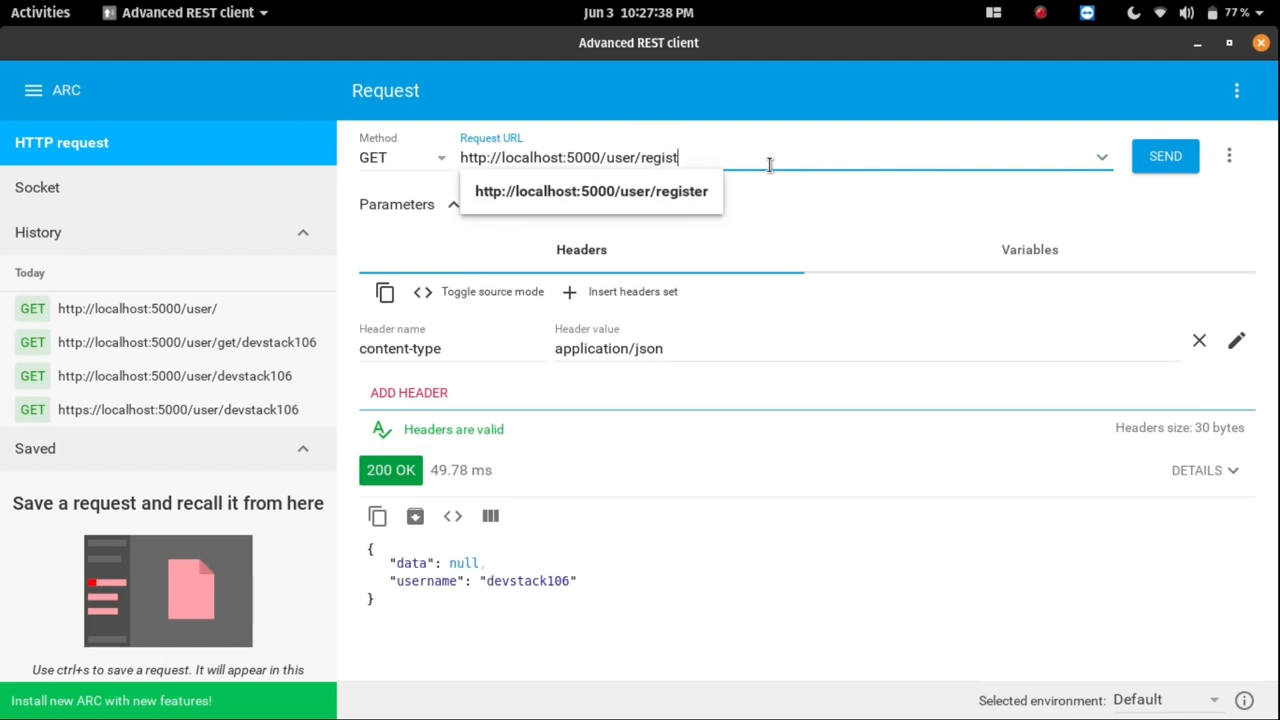 Activities
Advanced REST client
Jun 3 10:27:38 PM
77 %
Advanced REST client
ARC
Request
HTTP request
Socket
History
Today
GET http://localhost:5000/user/
GET http://localhost:5000/user/get/devstack106
GET http://localhost:5000/user/devstack106
GET https://localhost:5000/user/devstack106
Saved
Save a request and recall it from here
Use ctrl+s to save a request. It will appear in this
Install new ARC with new features!
Method
GET
Request URL
http://localhost:5000/user/regist
SEND
http://localhost:5000/user/register
Parameters
Headers
Variables
Toggle source mode
Insert headers set
Header name
content-type
Header value
application/json
ADD HEADER
Headers are valid
Headers size: 30 bytes
200 OK
49.78 ms
DETAILS
{
"data": null,
"username": "devstack106"
}
Selected environment: Default